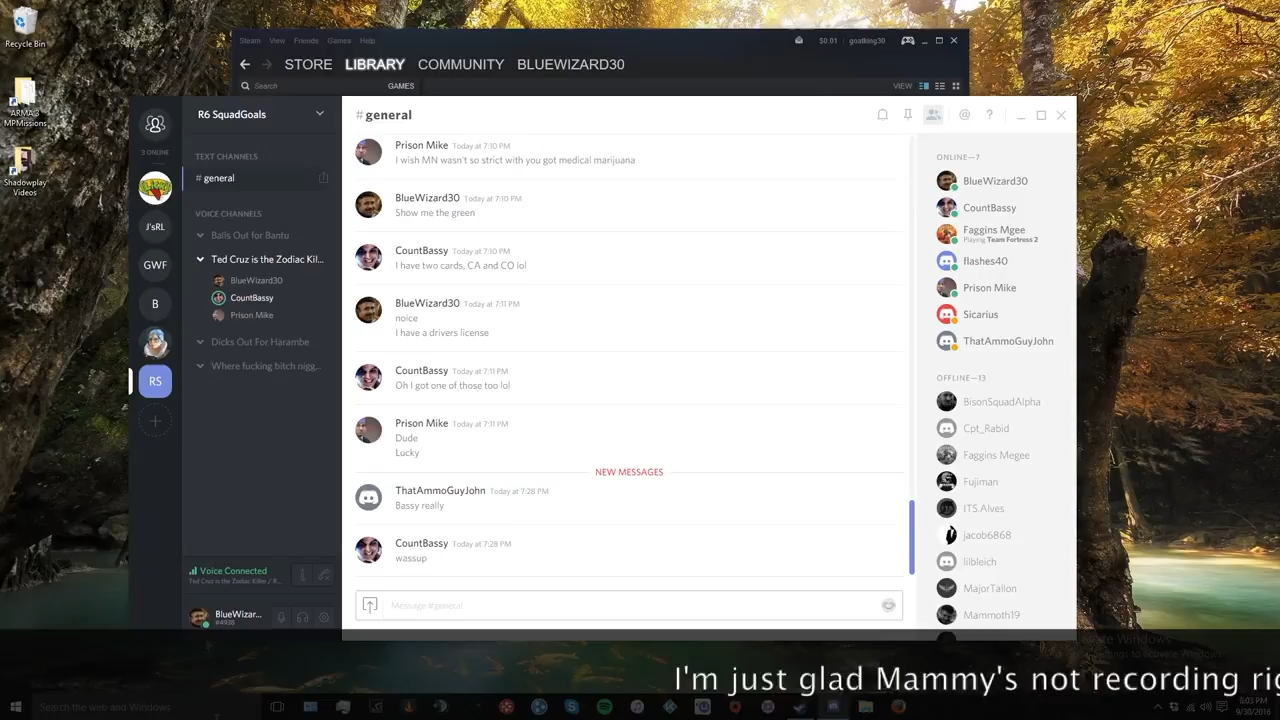 Recycle Bin
ARMA 3
MPMissions
Shadowplay
Videos
Steam View Friends Games Help
$0.01 goatking30
STORE LIBRARY COMMUNITY BLUEWIZARD30
Search GAMES VIEW
R6 SquadGoals
3 ONLINE
TEXT CHANNELS
# general
VOICE CHANNELS
Balls Out for Bantu
Ted Cruz is the Zodiac Kil...
BlueWizard30
CountBassy
Prison Mike
Dicks Out For Harambe
Where fucking bitch nigg...
J'sRL
GWF
B
RS
Voice Connected
Ted Cruz is the Zodiac Killer / R...
BlueWizar...
#4938
#general
Prison Mike Today at 7:10 PM
I wish MN wasn't so strict with you got medical marijuana
BlueWizard30 Today at 7:10 PM
Show me the green
CountBassy Today at 7:10 PM
I have two cards, CA and CO lol
BlueWizard30 Today at 7:11 PM
noice
I have a drivers license
CountBassy Today at 7:11 PM
Oh I got one of those too lol
Prison Mike Today at 7:11 PM
Dude
Lucky
NEW MESSAGES
ThatAmmoGuyJohn Today at 7:28 PM
Bassy really
CountBassy Today at 7:28 PM
wassup
Message #general
ONLINE—7
BlueWizard30
CountBassy
Faggins Mgee
Playing Team Fortress 2
flashes40
Prison Mike
Sicarius
ThatAmmoGuyJohn
OFFLINE—13
BisonSquadAlpha
Cpt_Rabid
Faggins Megee
Fujiman
ITS.Alves
jacob6868
lilbleich
MajorTallon
Mammoth19
I'm just glad Mammy's not recording ri
Search the web and Windows
8:03 PM
9/30/2016